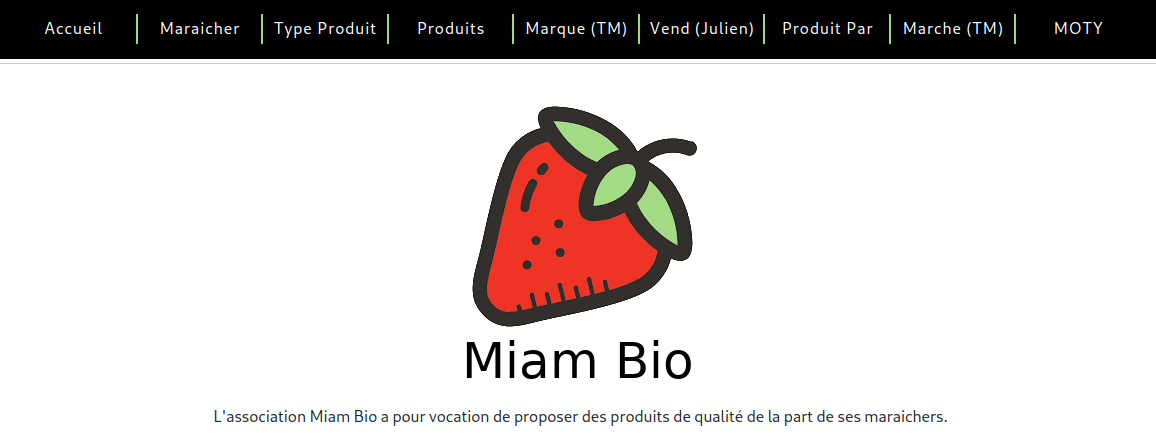 Accueil Maraicher Type Produit Produits Marque (TM) Vend (Julien) Produit Par Marche (TM) MOTY
Miam Bio
L'association Miam Bio a pour vocation de proposer des produits de qualité de la part de ses maraichers.